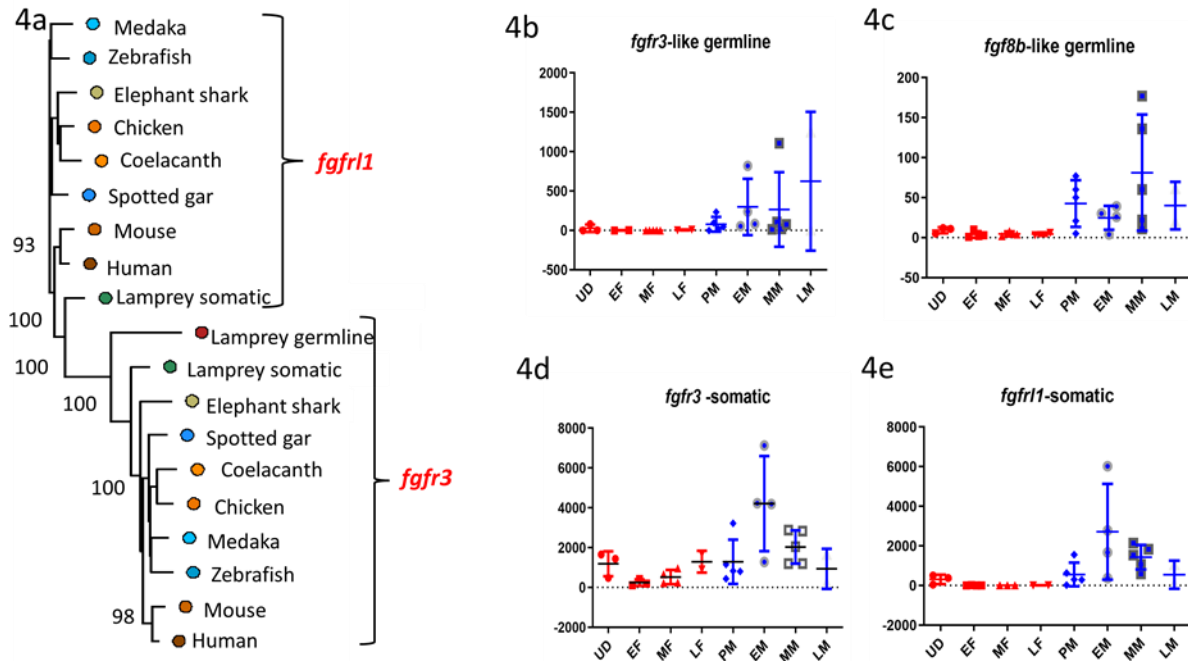 4a
Medaka
Zebrafish
Elephant shark
Chicken
Coelacanth
Spotted gar
Mouse
Human
Lamprey somatic
fgfrl1
93
100
100
100
100
98
Lamprey germline
Lamprey somatic
Elephant shark
Spotted gar
Coelacanth
Chicken
Medaka
Zebrafish
Mouse
Human
fgfr3
4b
fgfr3-like germline
2000
1500
1000
500
0
-500
UD EF MF LF PM EM MM LM
4c
fgf8b-like germline
200
150
100
50
0
50
UD EF MF LF PM EM MM LM
4d
fgfr3 -somatic
8000
6000
4000
2000
0
-2000
UD EF MF LF PM EM MM LM
4e
fgfrl1-somatic
8000
6000
4000
2000
0
-2000
UD EF MF LF PM EM MM LM